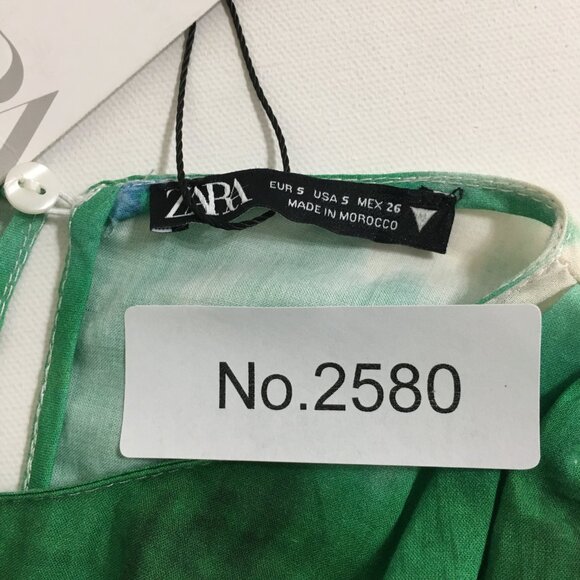 ZARA
EUR S USA S MEX 26
MADE IN MOROCCO
No.2580